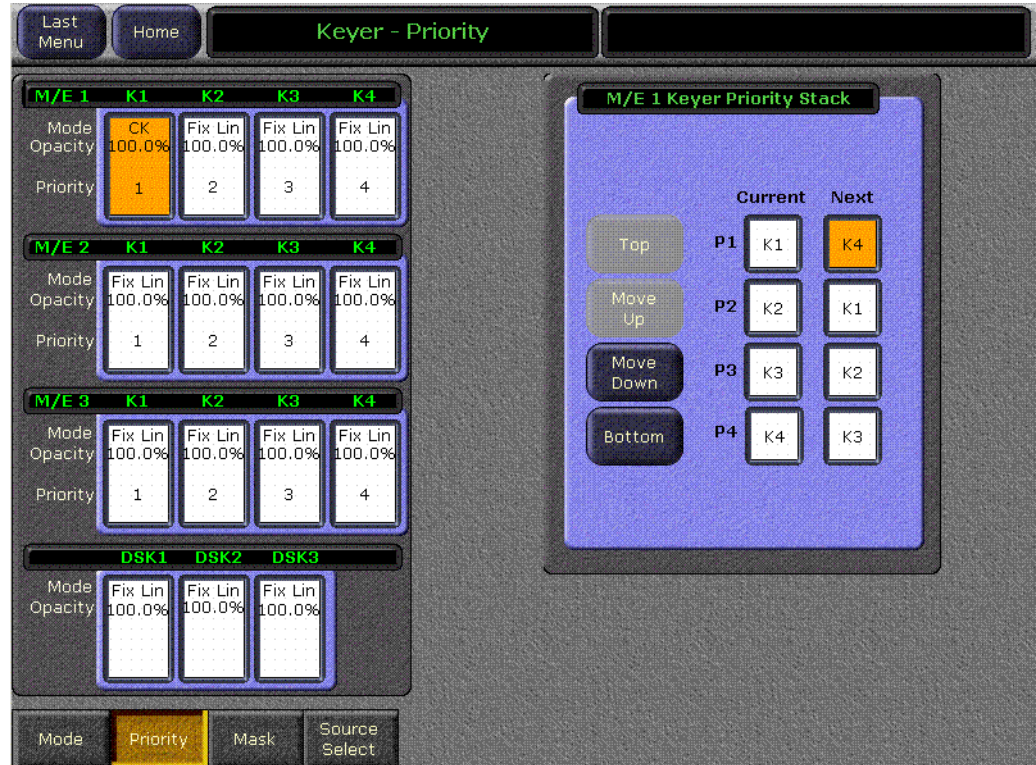 Last
Menu
Home
Keyer - Priority
M/E 1 K1 K2 K3 K4
Mode CK Fix Lin Fix Lin Fix Lin
Opacity 100.0% 100.0% 100.0% 100.0%
Priority 1 2 3 4
M/E 2 K1 K2 K3 K4
Mode Fix Lin Fix Lin Fix Lin Fix Lin
Opacity 100.0% 100.0% 100.0% 100.0%
Priority 1 2 3 4
M/E 3 K1 K2 K3 K4
Mode Fix Lin Fix Lin Fix Lin Fix Lin
Opacity 100.0% 100.0% 100.0% 100.0%
Priority 1 2 3 4
DSK1 DSK2 DSK3
Mode Fix Lin Fix Lin Fix Lin
Opacity 100.0% 100.0% 100.0%
M/E 1 Keyer Priority Stack
Current Next
Top P1 K1 K4
Move
Up
P2 K2 K1
Move
Down
P3 K3 K2
Bottom P4 K4 K3
Mode
Priority
Mask
Source
Select